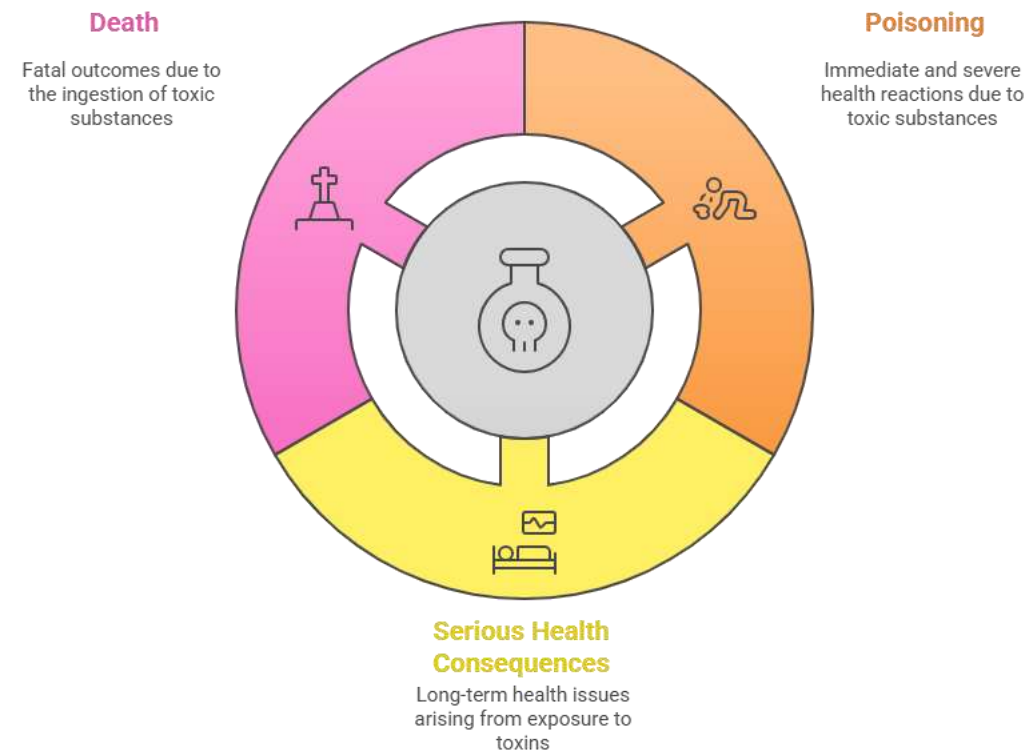 Death
Fatal outcomes due to
the ingestion of toxic
substances
Poisoning
Immediate and severe
health reactions due to
toxic substances
Serious Health
Consequences
Long-term health issues
arising from exposure to
toxins